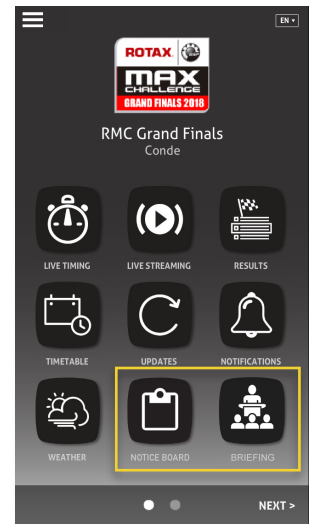 EN
ROTAX
MAX
CHALLENGE
GRAND FINALS 2018
RMC Grand Finals
Conde
LIVE TIMING LIVE STREAMING RESULTS
TIMETABLE UPDATES NOTIFICATIONS
WEATHER NOTICE BOARD BRIEFING
NEXT >